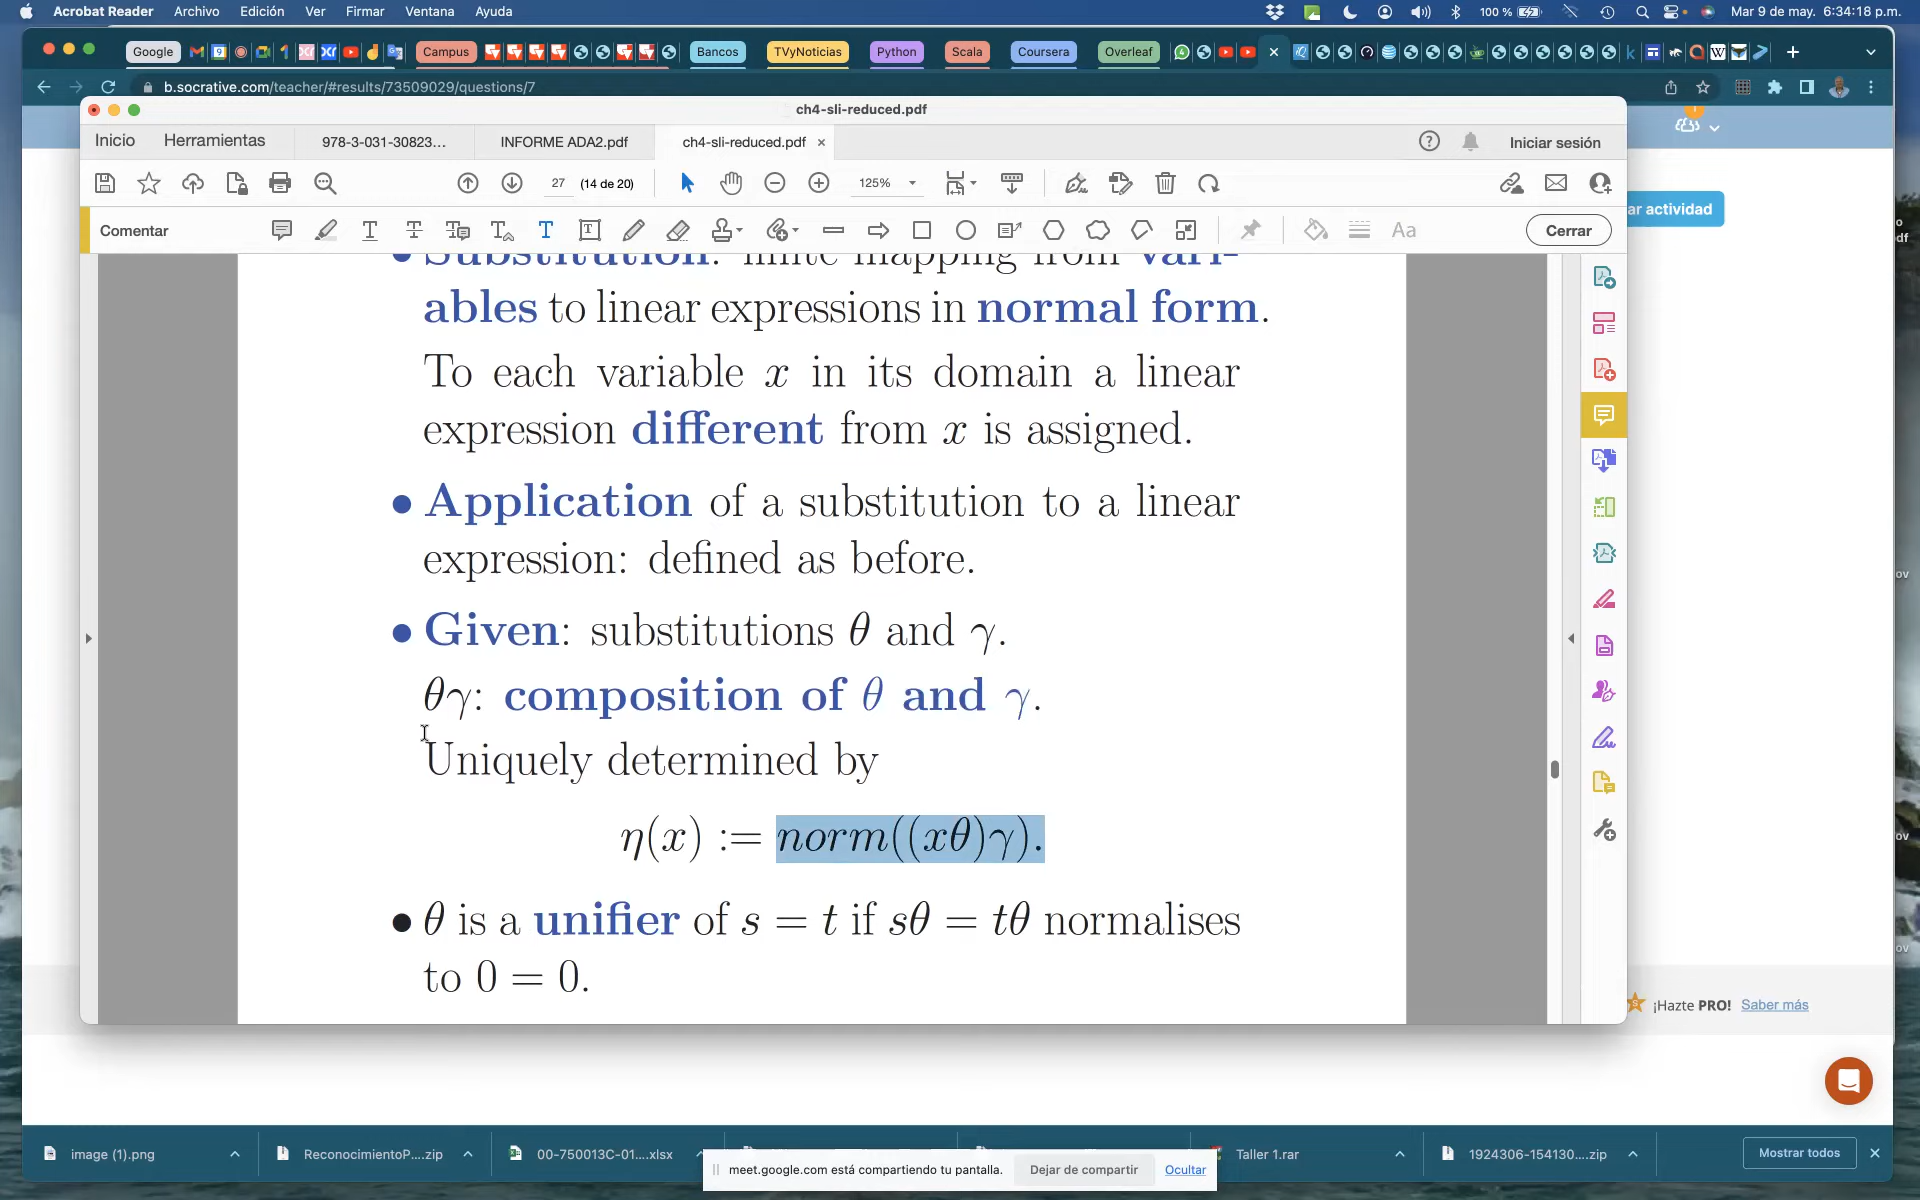 Acrobat Reader Archivo Edición Ver Firmar Ventana Ayuda 100 % Mar 9 de may. 6:34:18 p.m.
Google Campus Bancos TVyNoticias Python Scala Coursera Overleaf
b.socrative.com/teacher/#results/73509029/questions/7
ch4-sli-reduced.pdf
Inicio Herramientas 978-3-031-30823... INFORME ADA2.pdf ch4-sli-reduced.pdf Iniciar sesión
27 (14 de 20) 125%
ar actividad
Comentar Cerrar
• Substitution: finite mapping from vari-
ables to linear expressions in normal form.
To each variable x in its domain a linear
expression different from x is assigned.
• Application of a substitution to a linear
expression: defined as before.
• Given: substitutions θ and γ.
θγ: composition of θ and γ.
Uniquely determined by
η(x) := norm((xθ)γ).
• θ is a unifier of s = t if sθ = tθ normalises
to 0 = 0.
¡Hazte PRO! Saber más
image (1).png ReconocimientoP....zip 00-750013C-01....xlsx Taller 1.rar 1924306-154130....zip Mostrar todos
meet.google.com está compartiendo tu pantalla. Dejar de compartir Ocultar